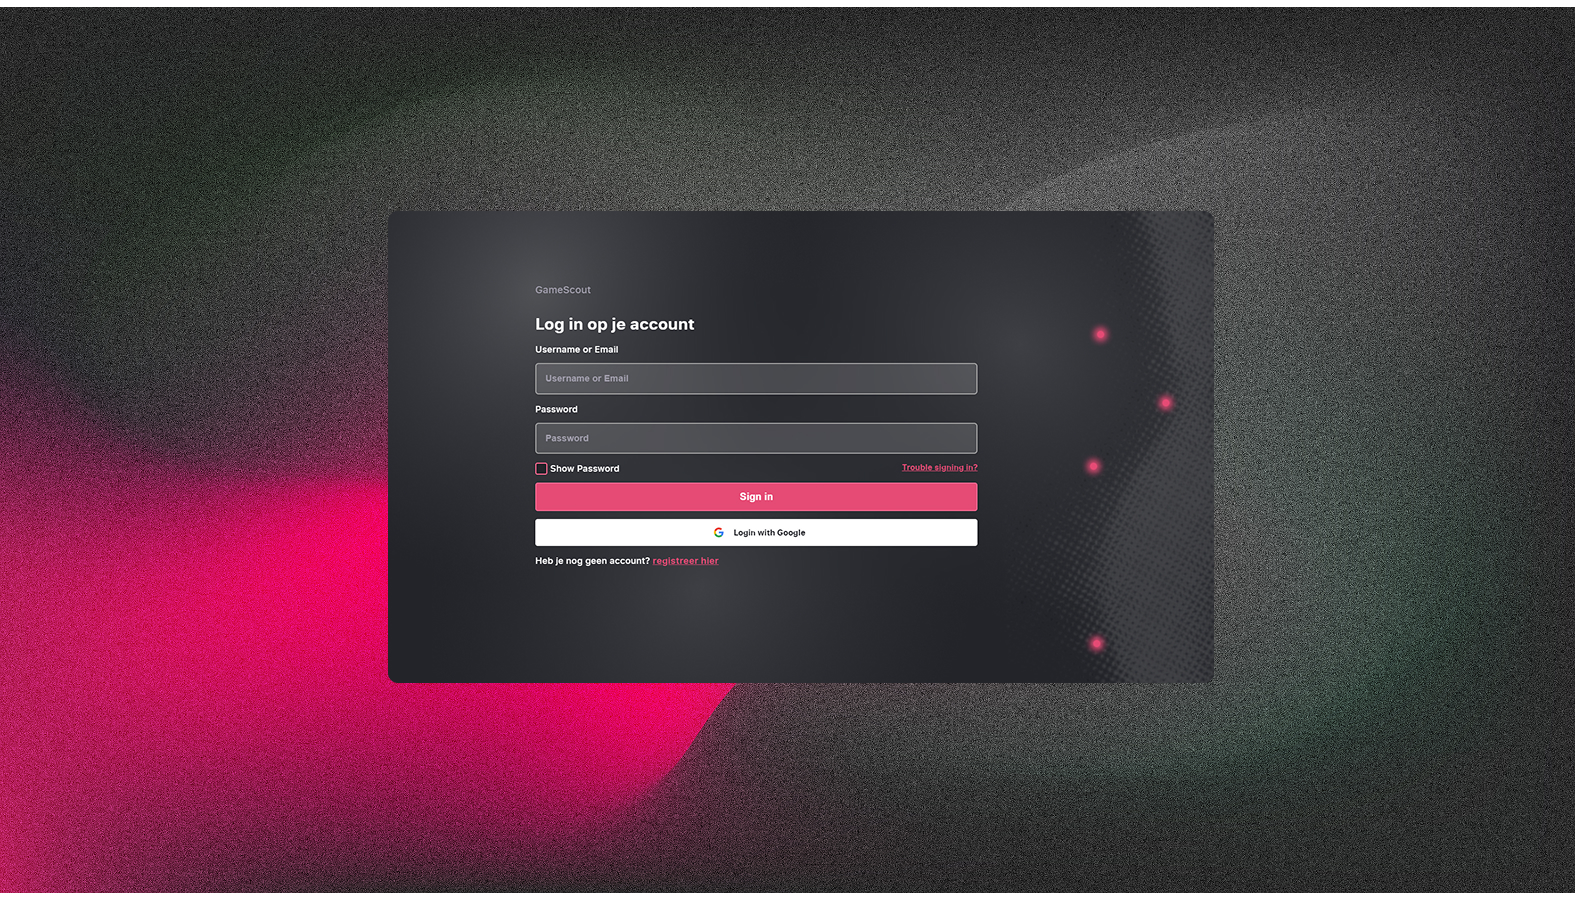 GameScout
Log in op je account
Username or Email
Username or Email
Password
Password
Show Password
Trouble signing in?
Sign in
Login with Google
Heb je nog geen account? registreer hier